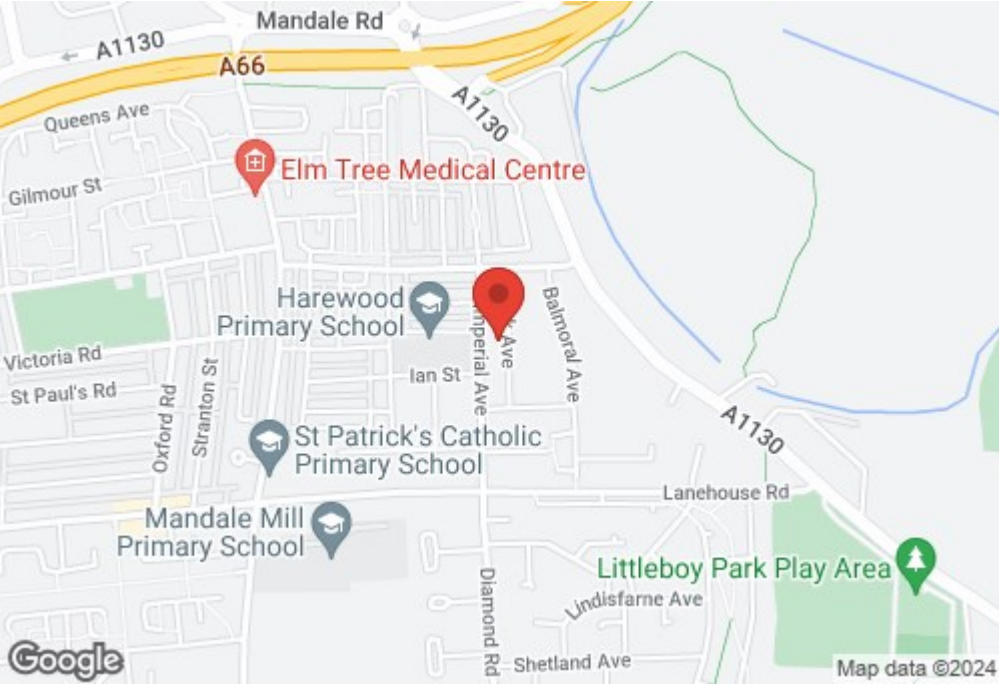 Mandale Rd
A1130
A66
A1130
Queens Ave
Elm Tree Medical Centre
Gilmour St
Harewood
Primary School
Imperial Ave
Ave
Balmoral Ave
Victoria Rd
Ian St
St Paul's Rd
Oxford Rd
Stranton St
A1130
St Patrick's Catholic
Primary School
Lanehouse Rd
Mandale Mill
Primary School
Littleboy Park Play Area
Diamond Rd
Lindisfarne Ave
Shetland Ave
Google
Map data ©2024